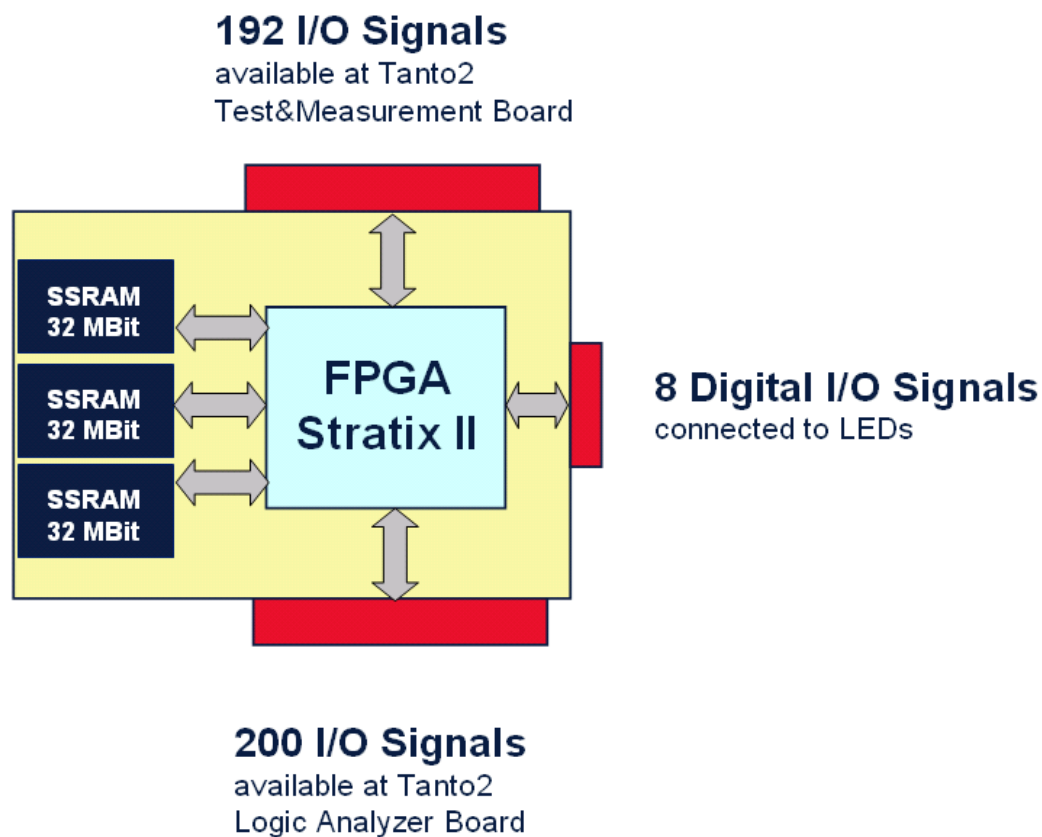 192 I/O Signals
available at Tanto2
Test&Measurement Board
SSRAM
32 MBit
SSRAM
32 MBit
SSRAM
32 MBit
FPGA
Stratix II
8 Digital I/O Signals
connected to LEDs
200 I/O Signals
available at Tanto2
Logic Analyzer Board